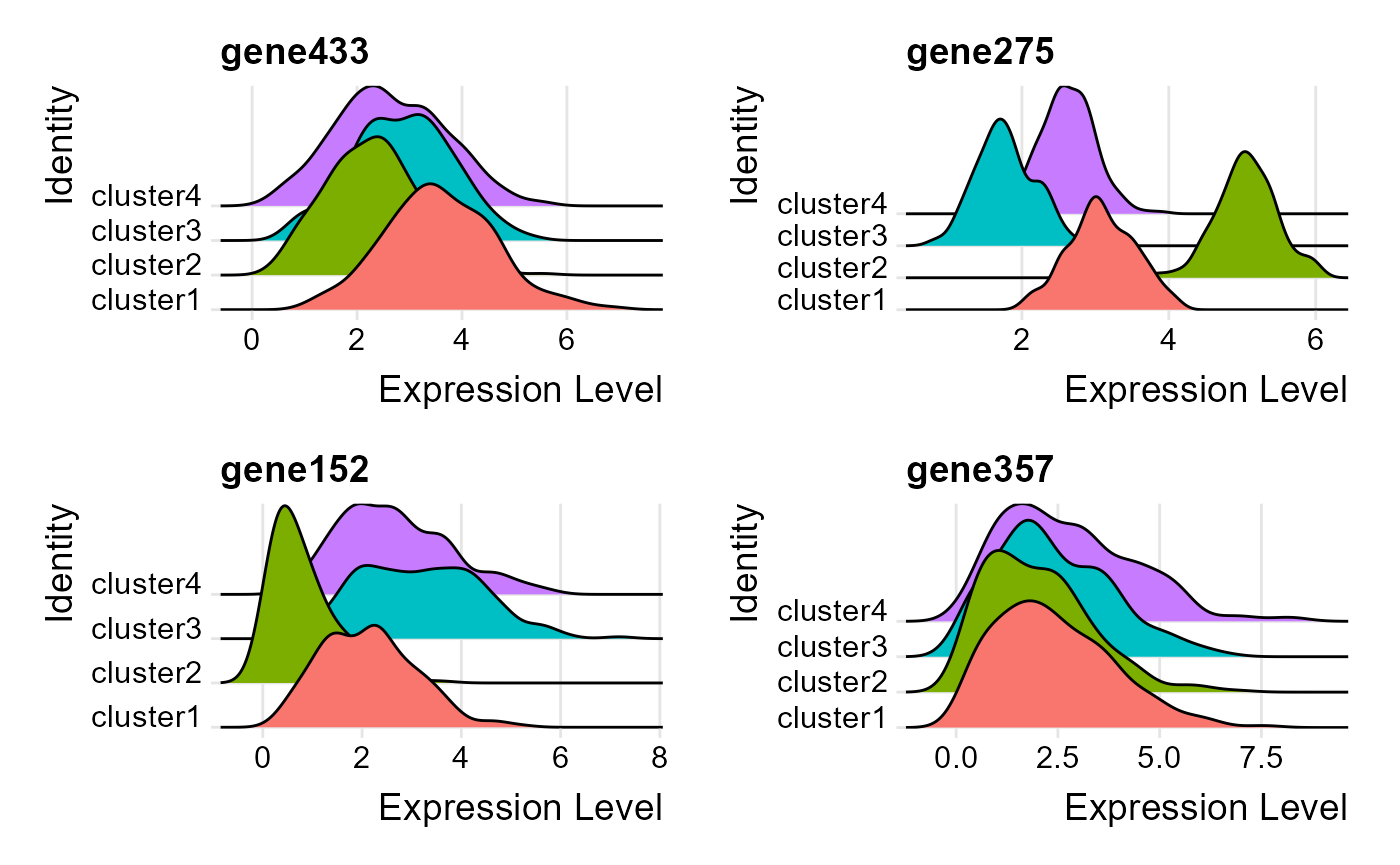 gene433
Identity
cluster4
cluster3
cluster2
cluster1
0 2 4 6
Expression Level
gene275
Identity
cluster4
cluster3
cluster2
cluster1
2 4 6
Expression Level
gene152
Identity
cluster4
cluster3
cluster2
cluster1
0 2 4 6 8
Expression Level
gene357
Identity
cluster4
cluster3
cluster2
cluster1
0.0 2.5 5.0 7.5
Expression Level